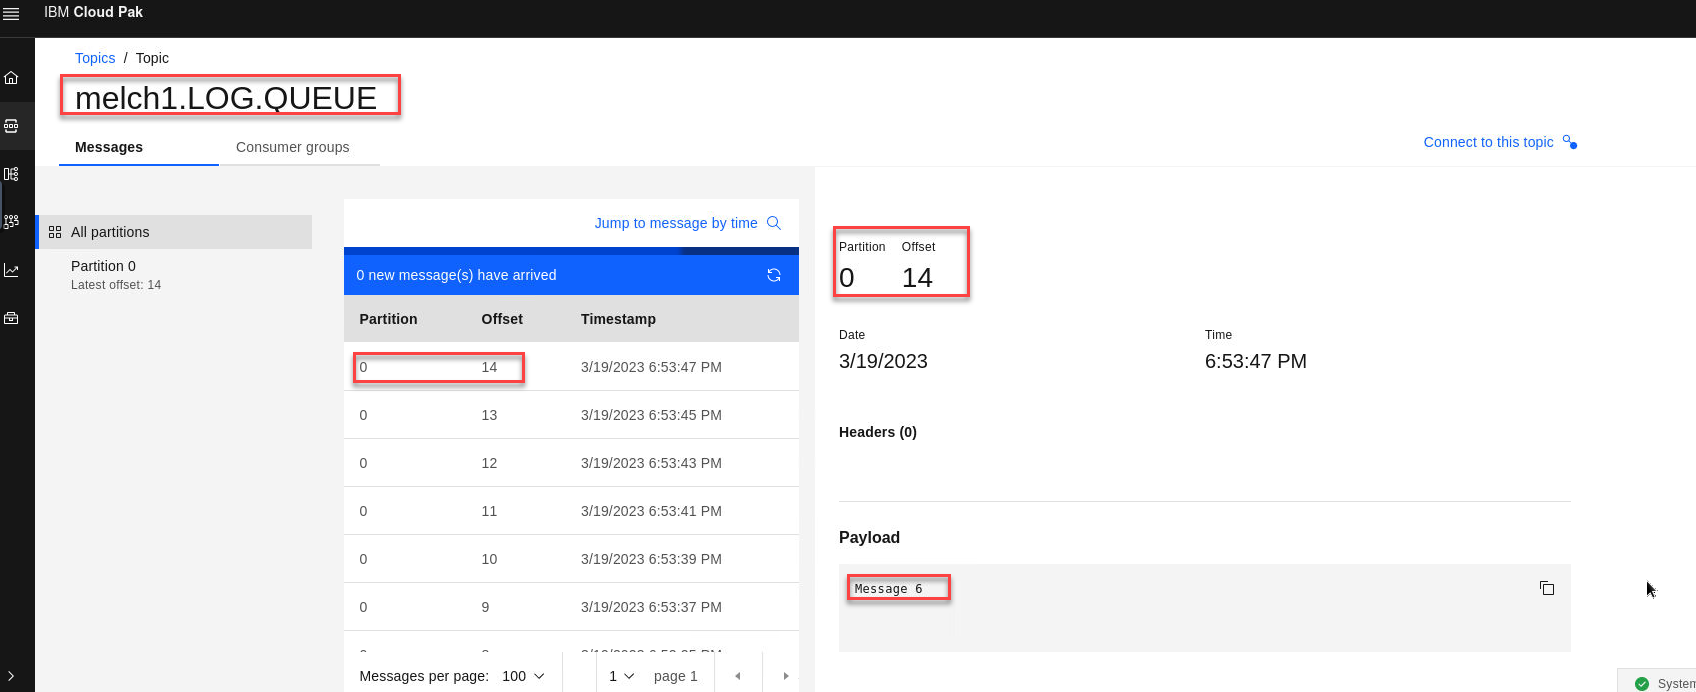 IBM Cloud Pak
Topics / Topic
melch1.LOG.QUEUE
Messages Consumer groups
Connect to this topic
All partitions
Partition 0
Latest offset: 14
Jump to message by time
0 new message(s) have arrived
Partition Offset Timestamp
0 14 3/19/2023 6:53:47 PM
0 13 3/19/2023 6:53:45 PM
0 12 3/19/2023 6:53:43 PM
0 11 3/19/2023 6:53:41 PM
0 10 3/19/2023 6:53:39 PM
0 9 3/19/2023 6:53:37 PM
Messages per page: 100 1 page 1
Partition Offset
0 14
Date Time
3/19/2023 6:53:47 PM
Headers (0)
Payload
Message 6
System